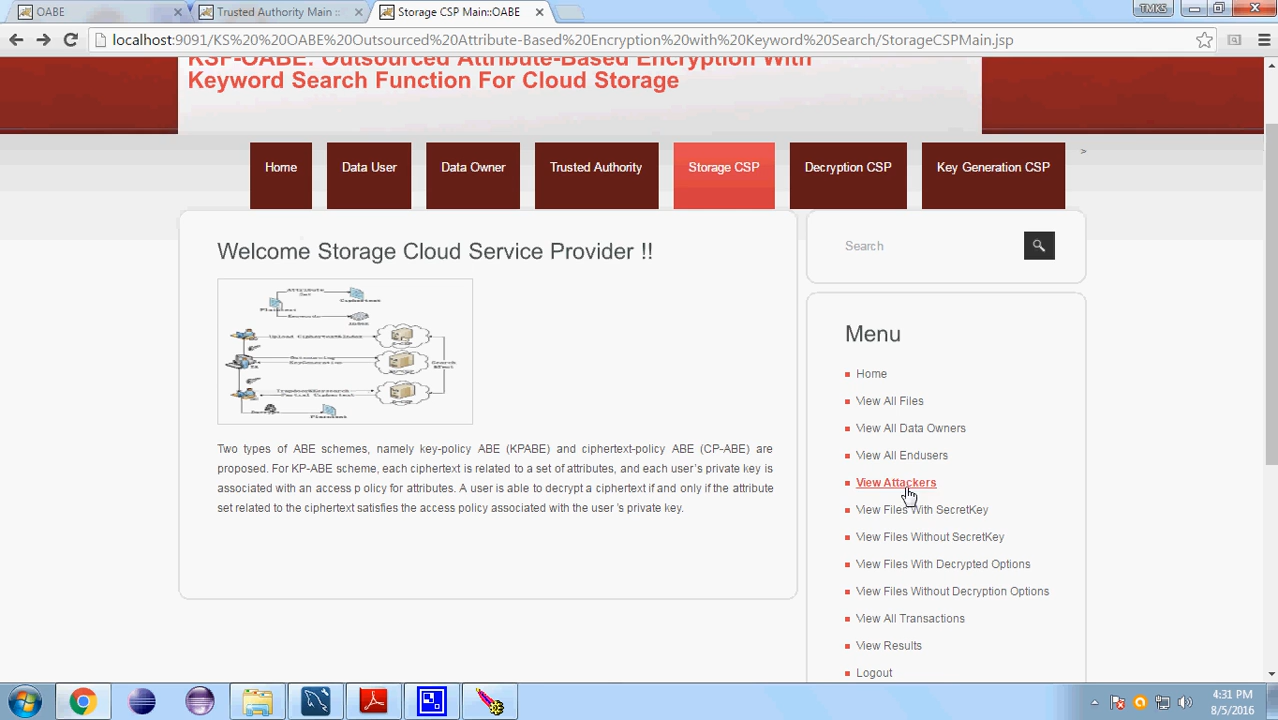 OABE
Trusted Authority Main ::
Storage CSP Main::OABE
TMKS
localhost:9091/KS%20%20OABE%20Outsourced%20Attribute-Based%20Encryption%20with%20Keyword%20Search/StorageCSPMain.jsp
KSF-OABE: Outsourced Attribute-Based Encryption With
Keyword Search Function For Cloud Storage
Home
Data User
Data Owner
Trusted Authority
Storage CSP
Decryption CSP
Key Generation CSP
>
Welcome Storage Cloud Service Provider !!
Two types of ABE schemes, namely key-policy ABE (KPABE) and ciphertext-policy ABE (CP-ABE) are
proposed. For KP-ABE scheme, each ciphertext is related to a set of attributes, and each user's private key is
associated with an access p olicy for attributes. A user is able to decrypt a ciphertext if and only if the attribute
set related to the ciphertext satisfies the access policy associated with the user 's private key.
Search
Menu
Home
View All Files
View All Data Owners
View All Endusers
View Attackers
View Files With SecretKey
View Files Without SecretKey
View Files With Decrypted Options
View Files Without Decryption Options
View All Transactions
View Results
Logout
4:31 PM
8/5/2016